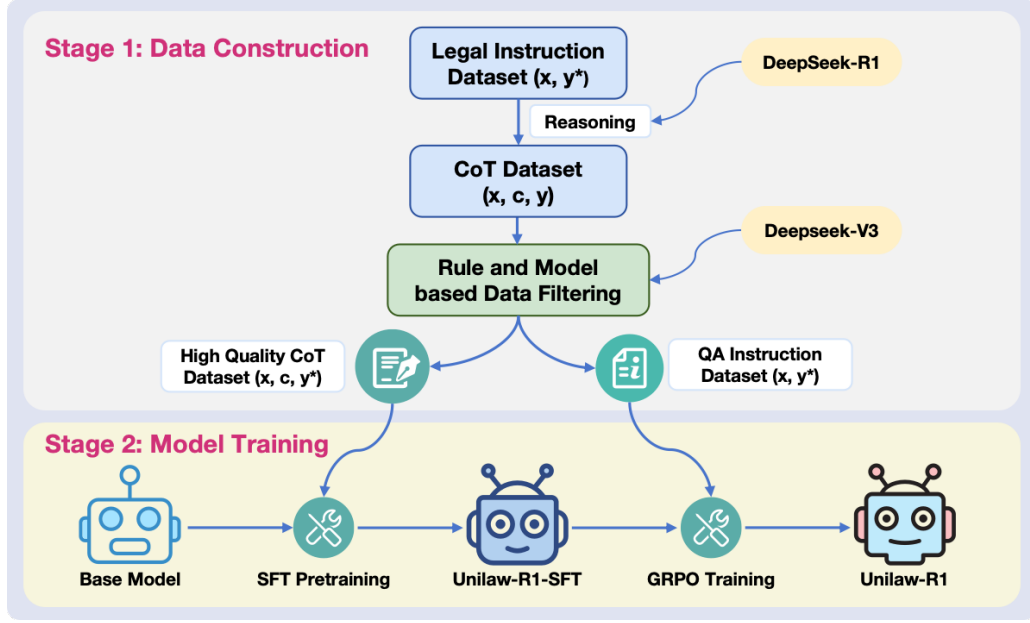 Stage 1: Data Construction
Legal Instruction
Dataset (x, y*)
DeepSeek-R1
Reasoning
CoT Dataset
(x, c, y)
Deepseek-V3
Rule and Model
based Data Filtering
High Quality CoT
Dataset (x, c, y*)
QA Instruction
Dataset (x, y*)
Stage 2: Model Training
Base Model
SFT Pretraining
Unilaw-R1-SFT
GRPO Training
Unilaw-R1